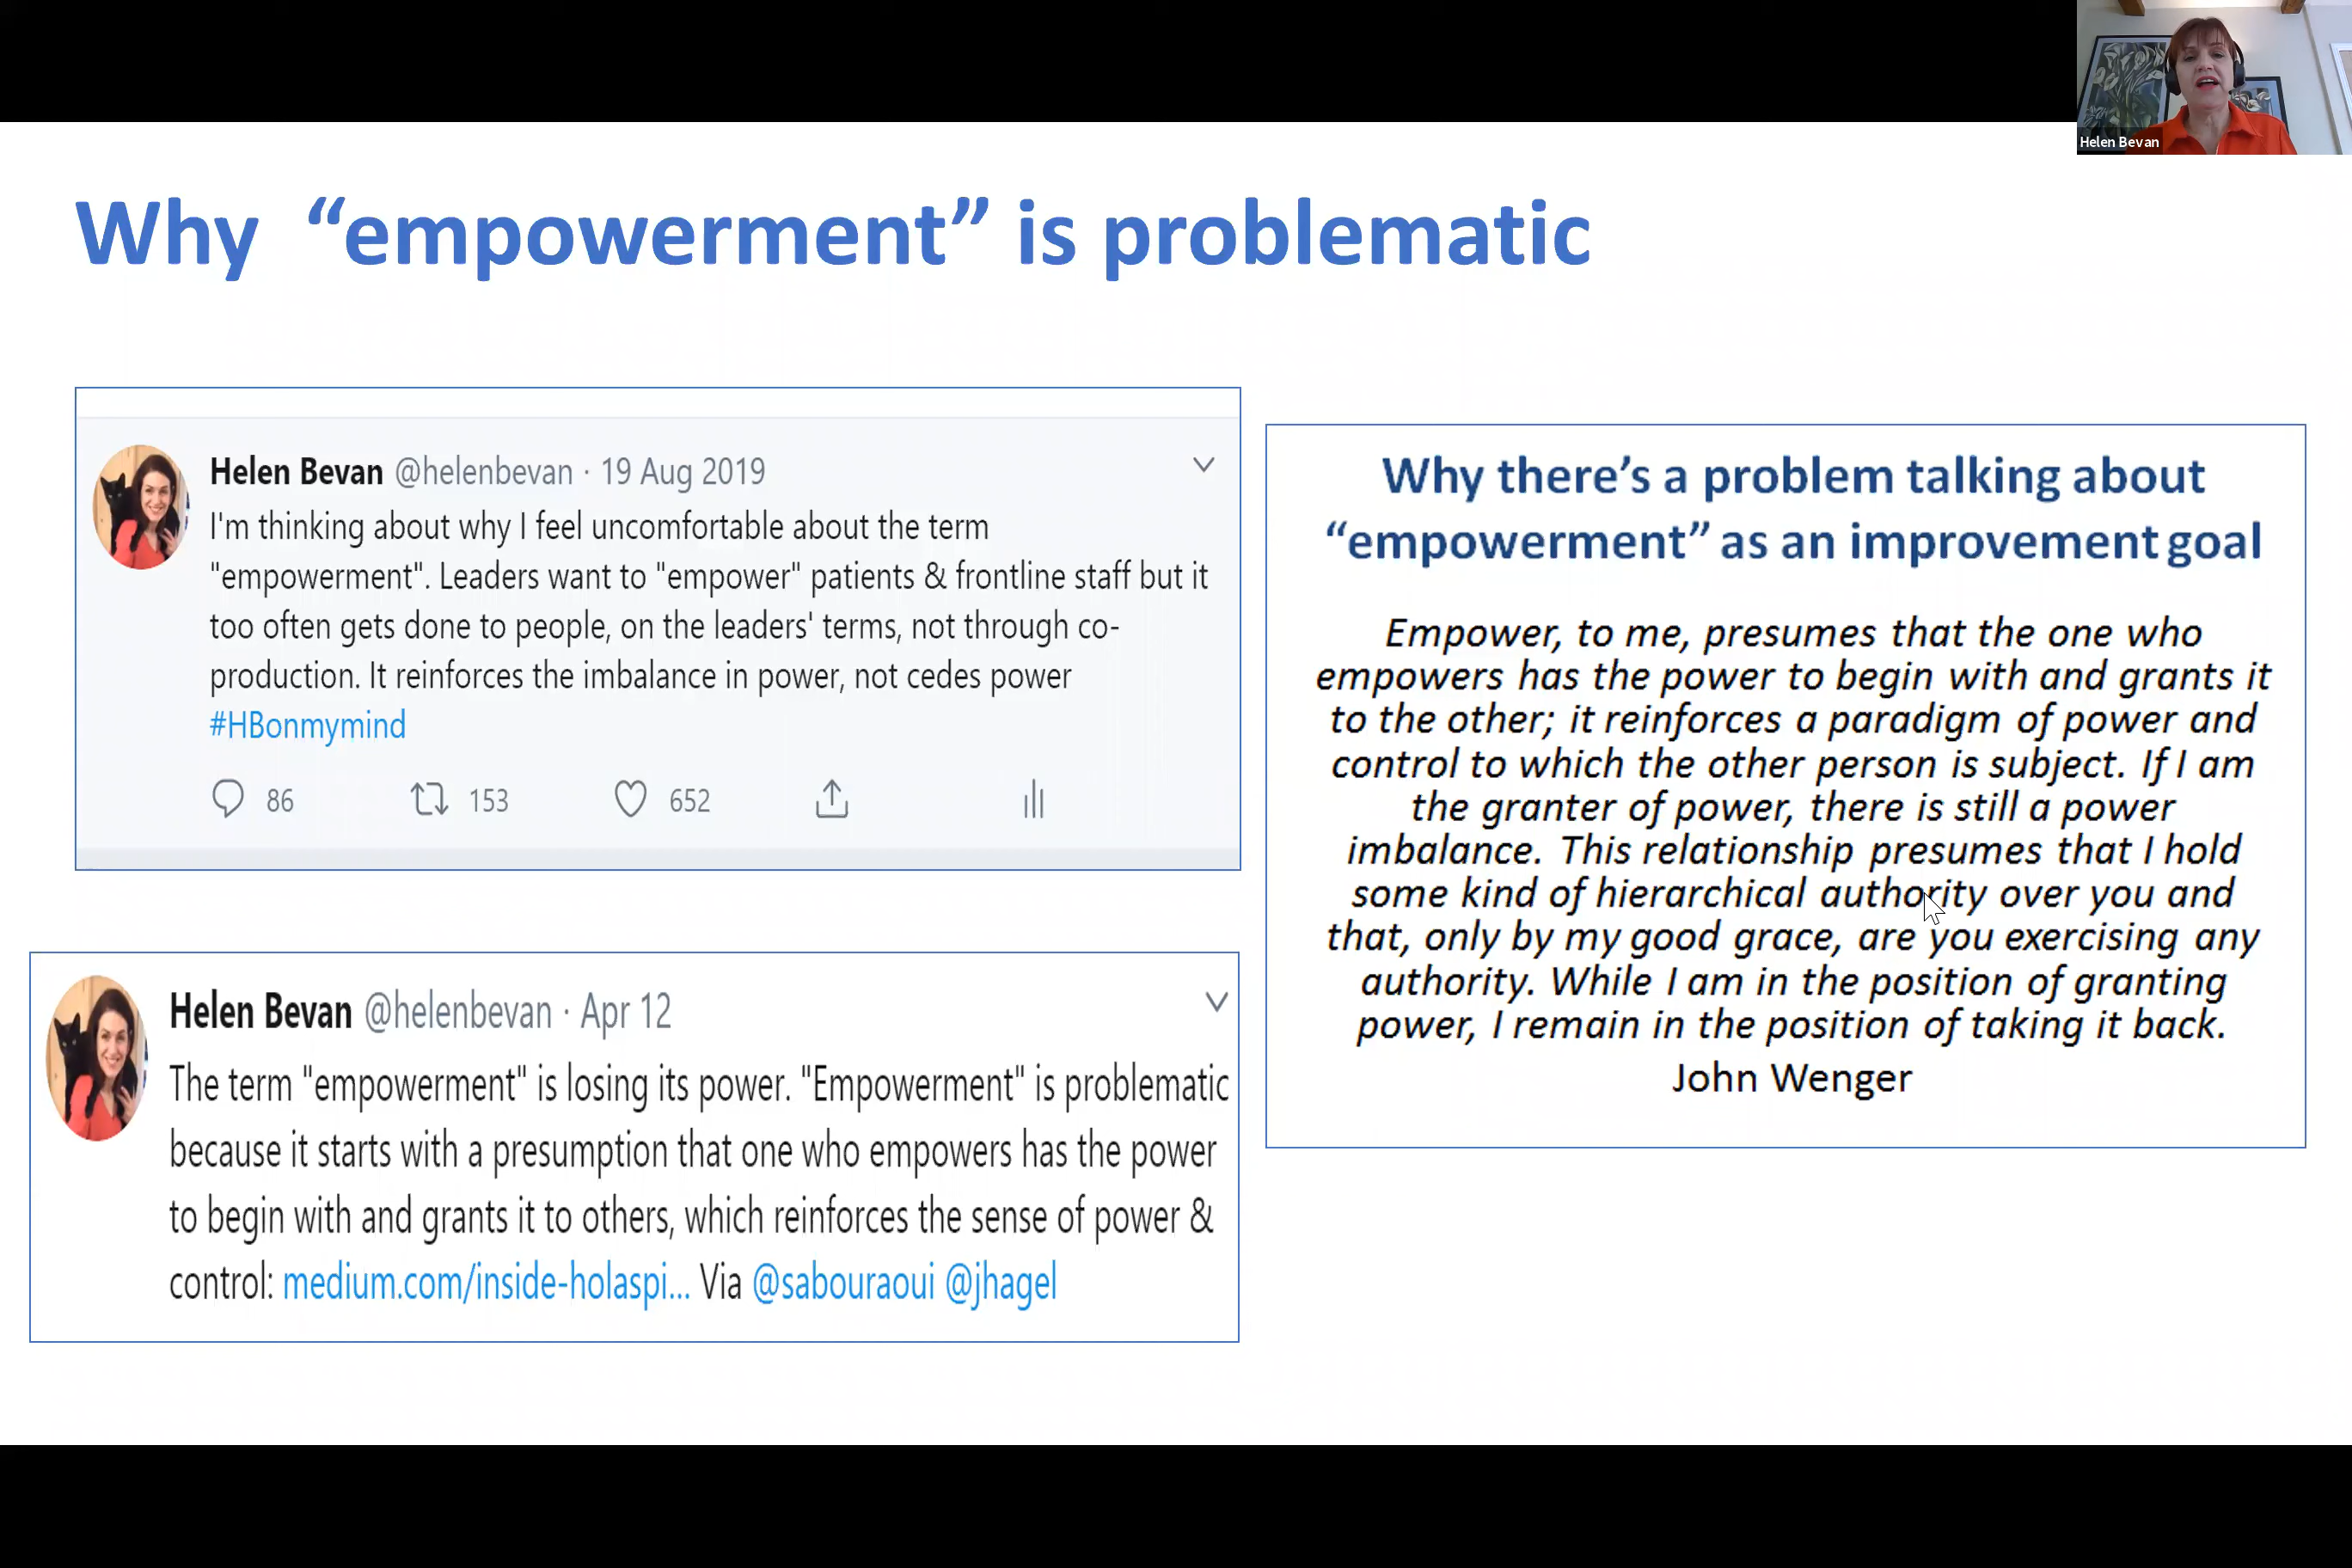 Helen Bevan
Why “empowerment” is problematic
Helen Bevan @helenbevan · 19 Aug 2019
I'm thinking about why I feel uncomfortable about the term
"empowerment". Leaders want to "empower" patients & frontline staff but it
too often gets done to people, on the leaders' terms, not through co-
production. It reinforces the imbalance in power, not cedes power
#HBonmymind
86 153 652
Helen Bevan @helenbevan · Apr 12
The term "empowerment" is losing its power. "Empowerment" is problematic
because it starts with a presumption that one who empowers has the power
to begin with and grants it to others, which reinforces the sense of power &
control: medium.com/inside-holaspi... Via @sabouraoui @jhagel
Why there’s a problem talking about
“empowerment” as an improvement goal
Empower, to me, presumes that the one who
empowers has the power to begin with and grants it
to the other; it reinforces a paradigm of power and
control to which the other person is subject. If I am
the granter of power, there is still a power
imbalance. This relationship presumes that I hold
some kind of hierarchical authority over you and
that, only by my good grace, are you exercising any
authority. While I am in the position of granting
power, I remain in the position of taking it back.
John Wenger